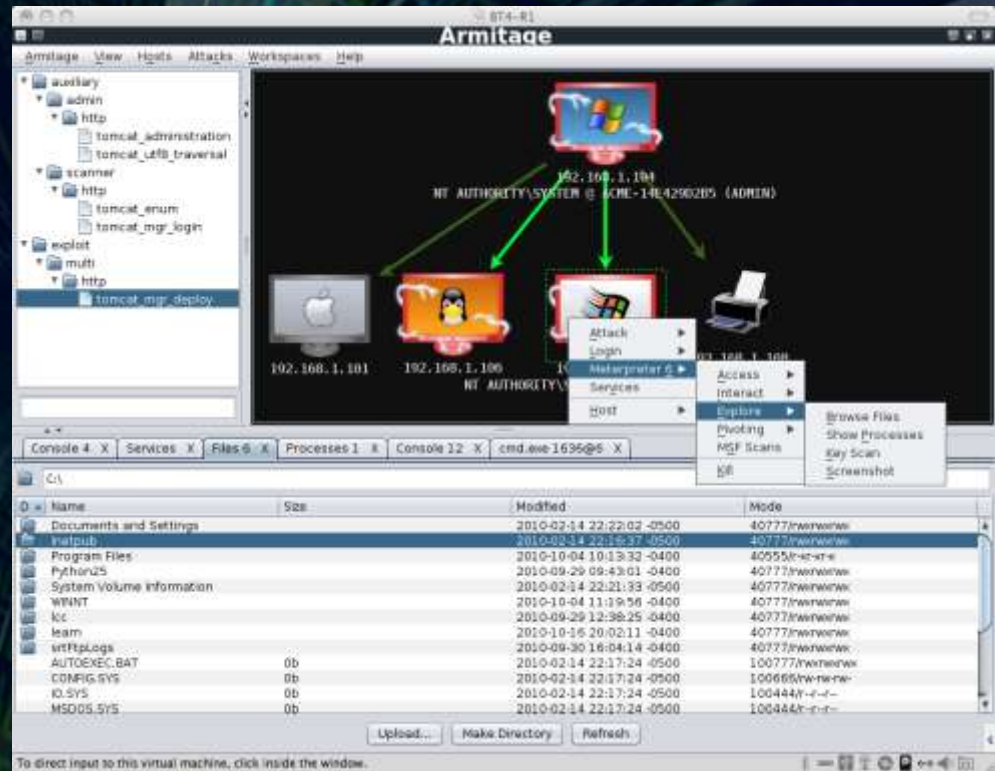 BT4-R1
Armitage
Armitage View Hosts Attacks Workspaces Help
auxiliary
admin
http
tomcat_administration
tomcat_utf8_traversal
scanner
http
tomcat_enum
tomcat_mgr_login
exploit
multi
http
tomcat_mgr_deploy
192.168.1.104
NT AUTHORITY\SYSTEM @ ACME-14E429D2B5 (ADMIN)
192.168.1.101
192.168.1.106
NT AUTHORITY\
Attack
Login
Meterpreter 6
Services
Host
Access
Interact
Explore
Pivoting
MSF Scans
Kill
Browse Files
Show Processes
Key Scan
Screenshot
Console 4 X Services X Files 6 X Processes 1 X Console 12 X cmd.exe 1636@6 X
C:\
D Name Size Modified Mode
Documents and Settings 2010-02-14 22:22:02 -0500 40777/rwxrwxrwx
Inetpub 2010-02-14 22:16:37 -0500 40777/rwxrwxrwx
Program Files 2010-10-04 10:13:32 -0400 40555/r-xr-xr-x
Python25 2010-09-29 09:43:01 -0400 40777/rwxrwxrwx
System Volume Information 2010-02-14 22:21:33 -0500 40777/rwxrwxrwx
WINNT 2010-10-04 11:19:56 -0400 40777/rwxrwxrwx
lcc 2010-09-29 12:38:25 -0400 40777/rwxrwxrwx
learn 2010-10-16 20:02:11 -0400 40777/rwxrwxrwx
srtFtpLogs 2010-09-30 16:04:14 -0400 40777/rwxrwxrwx
AUTOEXEC.BAT 0b 2010-02-14 22:17:24 -0500 100777/rwxrwxrwx
CONFIG.SYS 0b 2010-02-14 22:17:24 -0500 100666/rw-rw-rw-
IO.SYS 0b 2010-02-14 22:17:24 -0500 100444/r--r--r--
MSDOS.SYS 0b 2010-02-14 22:17:24 -0500 100444/r--r--r--
Upload... Make Directory Refresh
To direct input to this virtual machine, click inside the window.